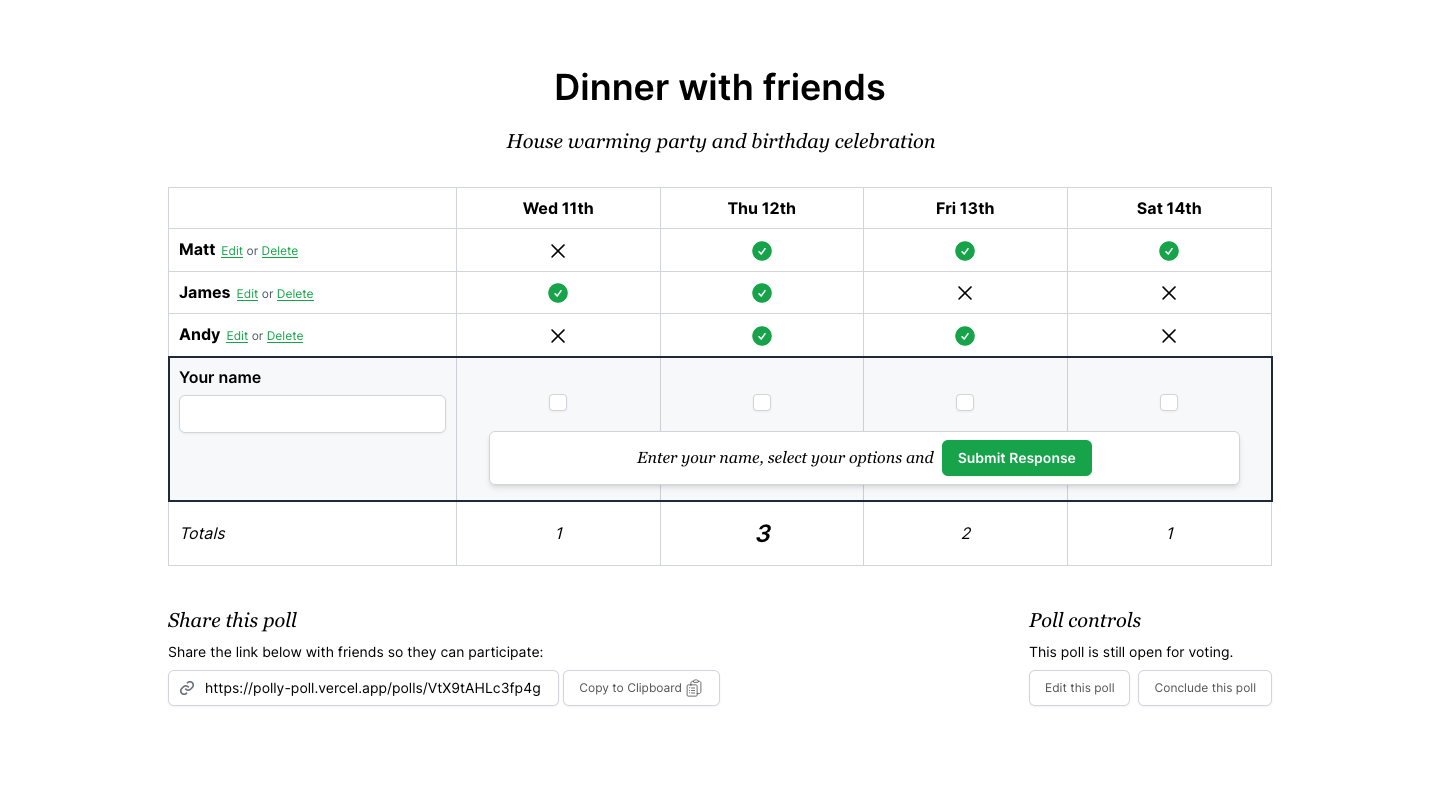 Dinner with friends
House warming party and birthday celebration
Wed 11th Thu 12th Fri 13th Sat 14th
Matt Edit or Delete
James Edit or Delete
Andy Edit or Delete
Your name
Enter your name, select your options and Submit Response
Totals 1 3 2 1
Share this poll
Share the link below with friends so they can participate:
https://polly-poll.vercel.app/polls/VtX9tAHLc3fp4g Copy to Clipboard
Poll controls
This poll is still open for voting.
Edit this poll Conclude this poll